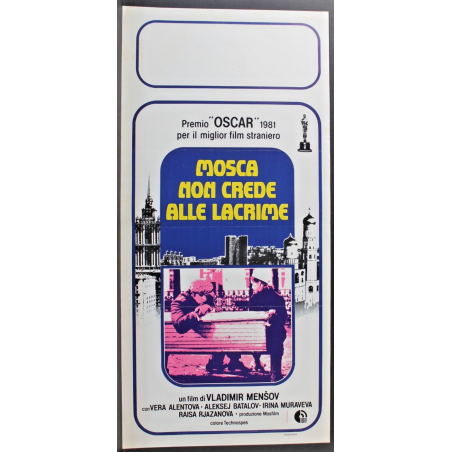 Premio "OSCAR" 1981
per il miglior film straniero
MOSCA
NON CREDE
ALLE LACRIME
un film di VLADIMIR MENŠOV
con VERA ALENTOVA - ALEKSEJ BATALOV - IRINA MURAVEVA
RAISA RJAZANOVA - produzione Mosfilm
colore Technospes